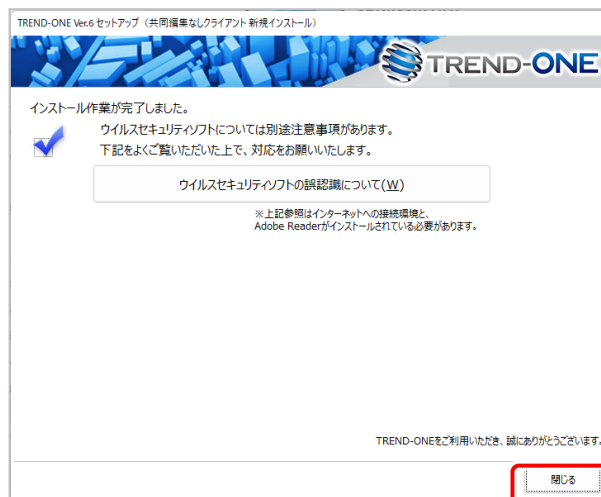 TREND-ONE Ver.6 セットアップ（共同編集なしクライアント 新規インストール）
TREND-ONE
インストール作業が完了しました。
ウイルスセキュリティソフトについては別途注意事項があります。
下記をよくご覧いただいた上で、対応をお願いいたします。
ウイルスセキュリティソフトの誤認識について(W)
※上記参照はインターネットへの接続環境と、
Adobe Readerがインストールされている必要があります。
TREND-ONEをご利用いただき、誠にありがとうございます。
閉じる